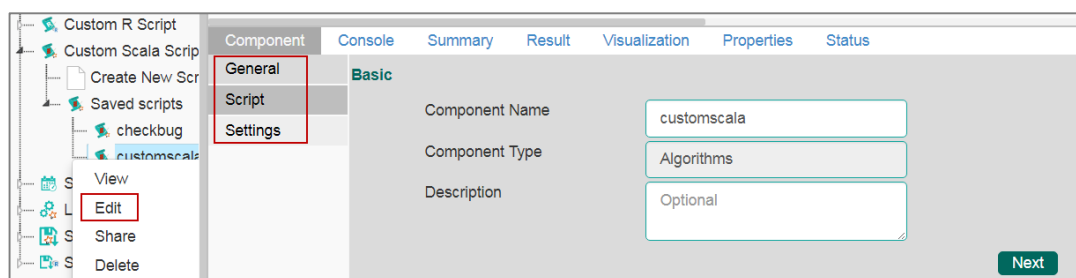 Custom R Script
Custom Scala Scrip
Create New Scr
Saved scripts
checkbug
customscala
S
L
S
S
View
Edit
Share
Delete
Component Console Summary Result Visualization Properties Status
General
Script
Settings
Basic
Component Name
customscala
Component Type
Algorithms
Description
Optional
Next